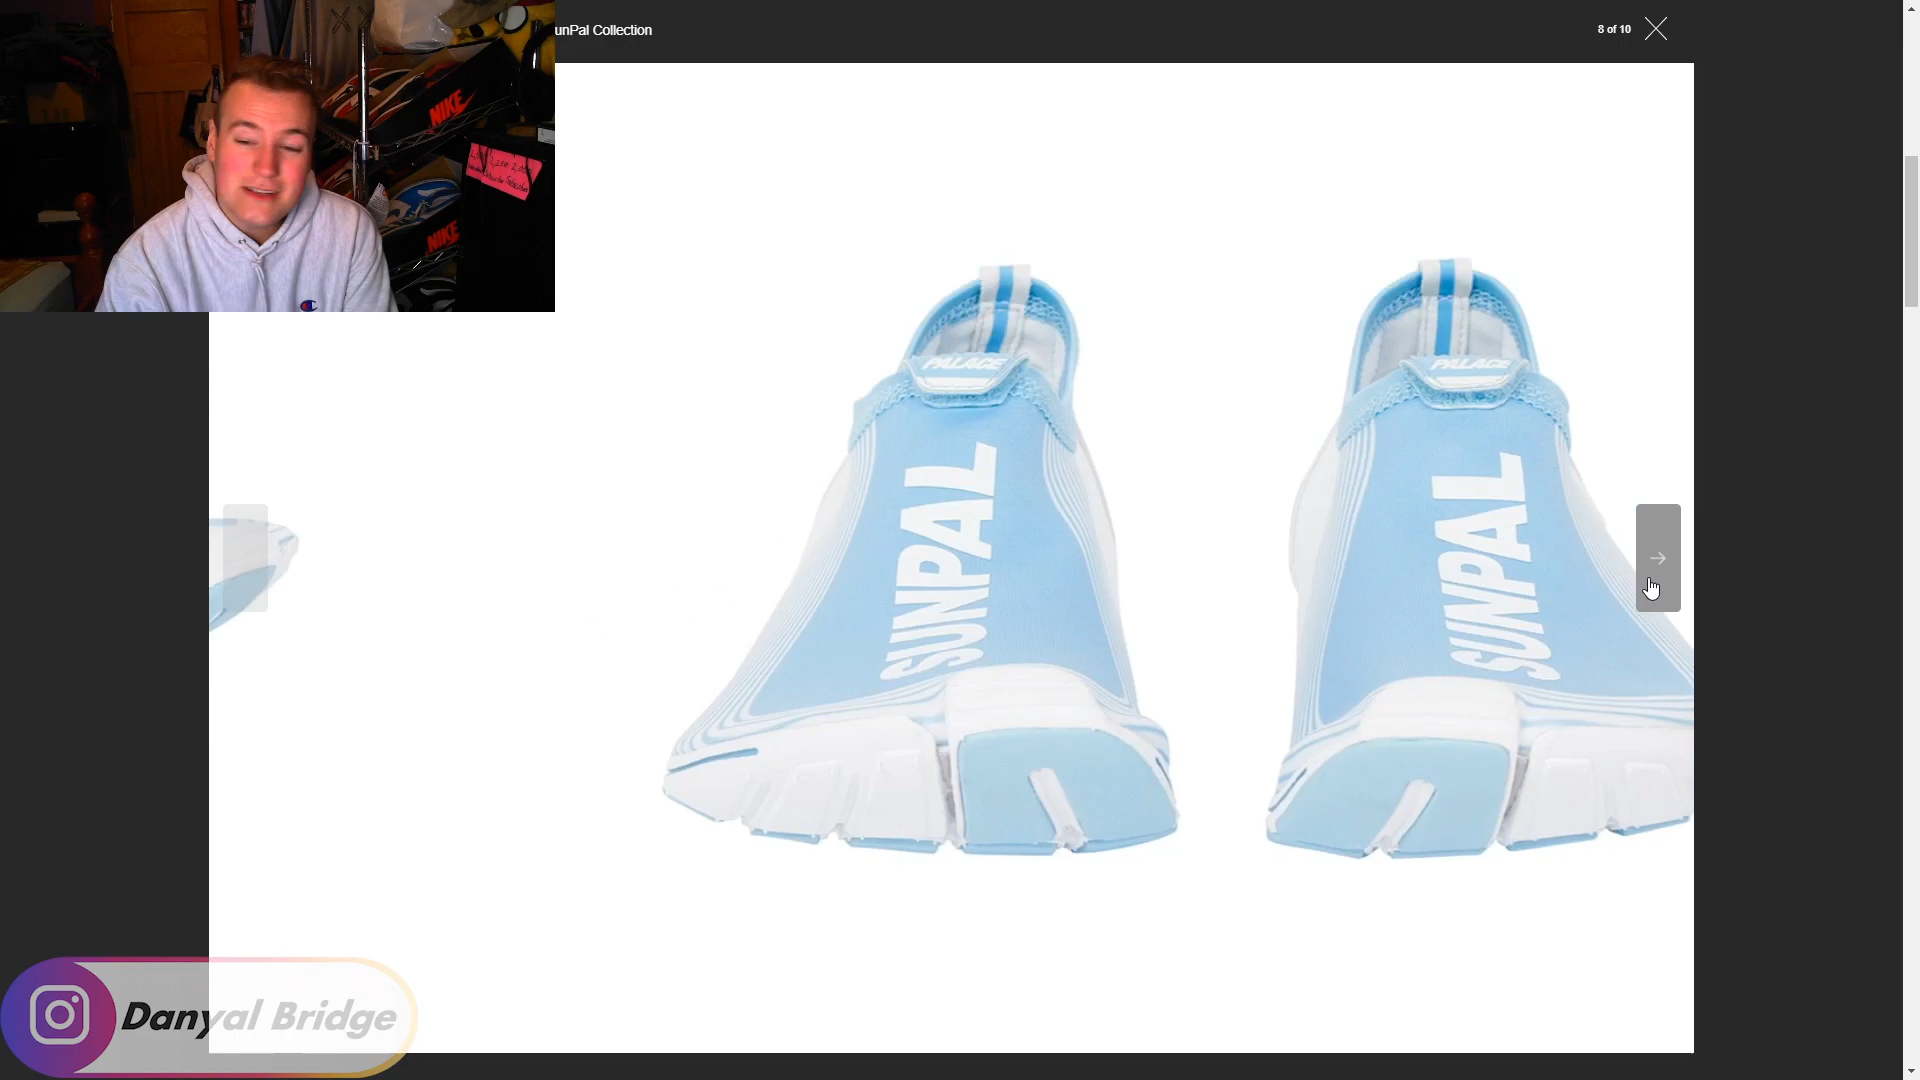 unPal Collection
8 of 10
NIKE
NIKE
PALACE
PALACE
SUNPAL
SUNPAL
Danyal Bridge